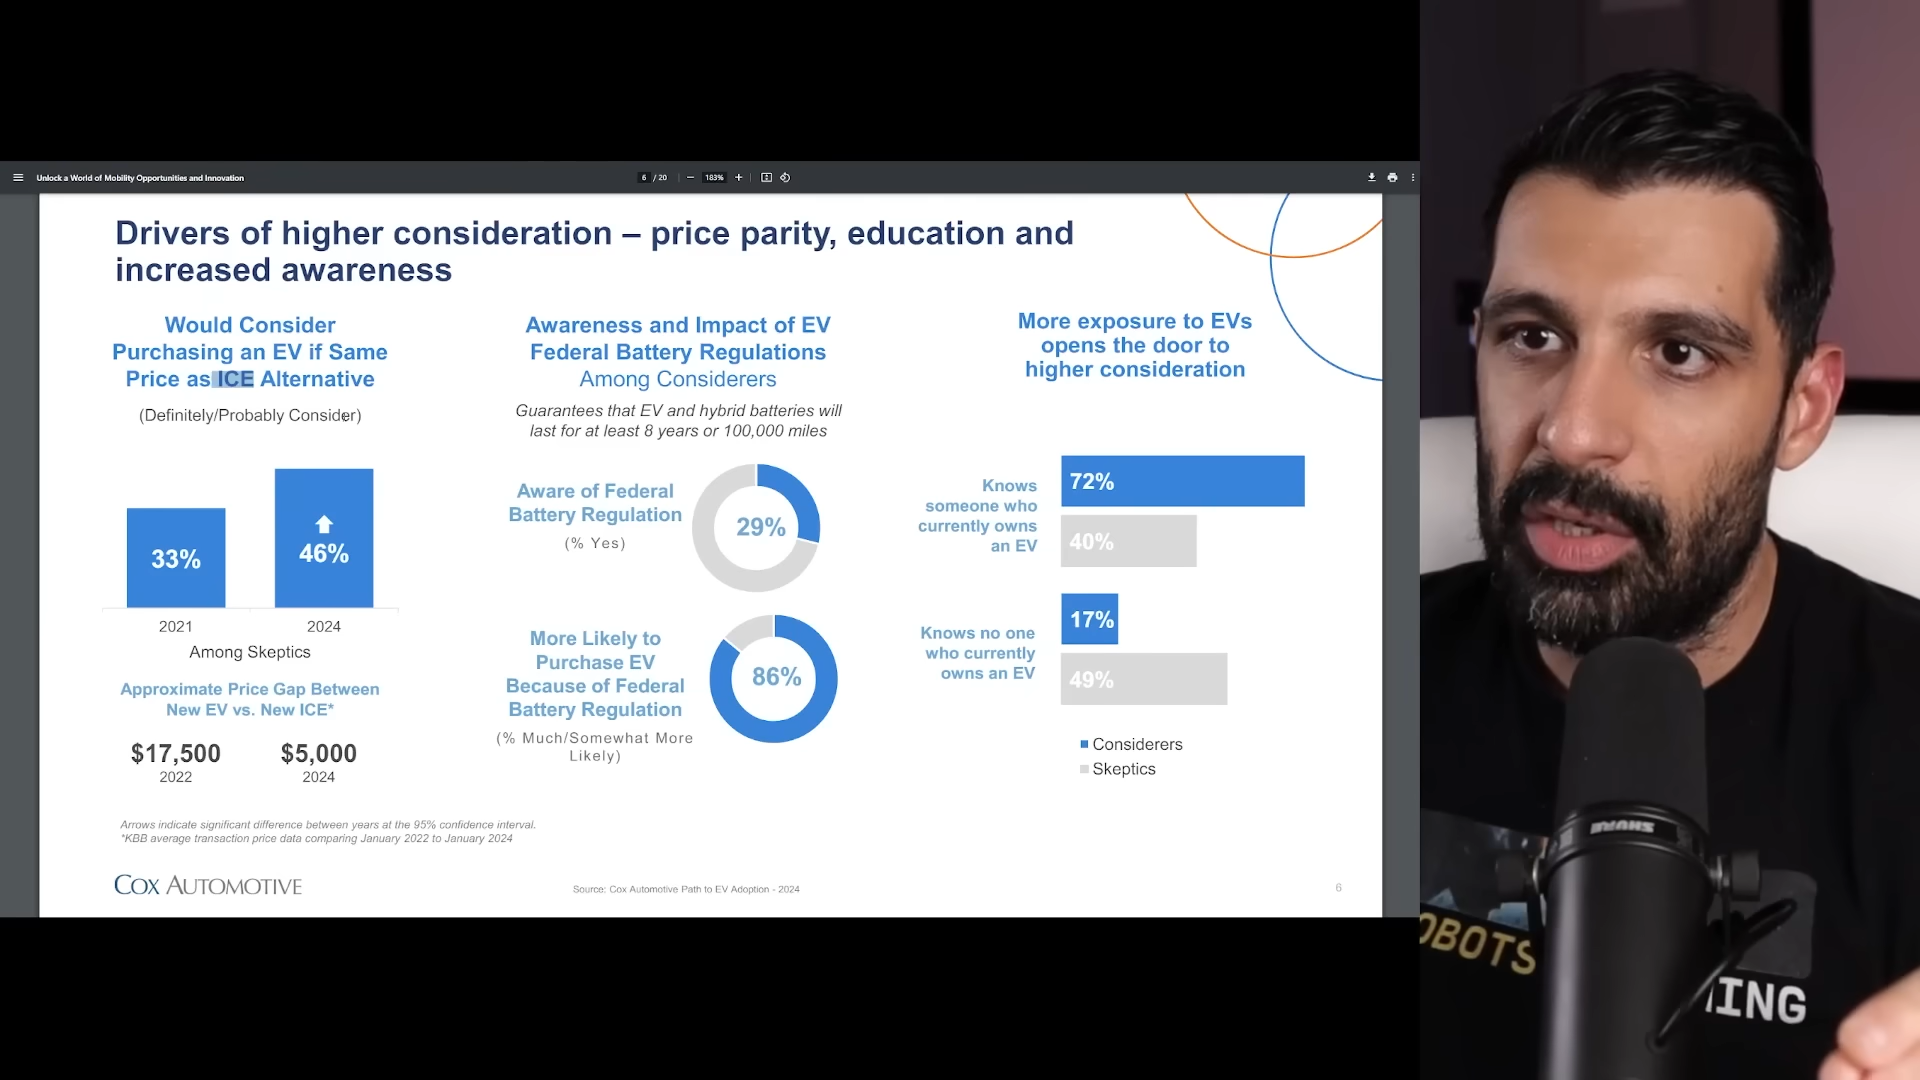 Unlock a World of Mobility Opportunities and Innovation
6 / 20
183%
Drivers of higher consideration – price parity, education and
increased awareness
Would Consider
Purchasing an EV if Same
Price as ICE Alternative
(Definitely/Probably Consider)
33%
46%
2021
2024
Among Skeptics
Approximate Price Gap Between
New EV vs. New ICE*
$17,500
$5,000
2022
2024
Awareness and Impact of EV
Federal Battery Regulations
Among Considerers
Guarantees that EV and hybrid batteries will
last for at least 8 years or 100,000 miles
Aware of Federal
Battery Regulation
(% Yes)
29%
More Likely to
Purchase EV
Because of Federal
Battery Regulation
(% Much/Somewhat More
Likely)
86%
More exposure to EVs
opens the door to
higher consideration
Knows
someone who
currently owns
an EV
72%
40%
Knows no one
who currently
owns an EV
17%
49%
Considerers
Skeptics
Arrows indicate significant difference between years at the 95% confidence interval.
*KBB average transaction price data comparing January 2022 to January 2024
COX AUTOMOTIVE
Source: Cox Automotive Path to EV Adoption - 2024
6
SHURE
OBOTS
ING